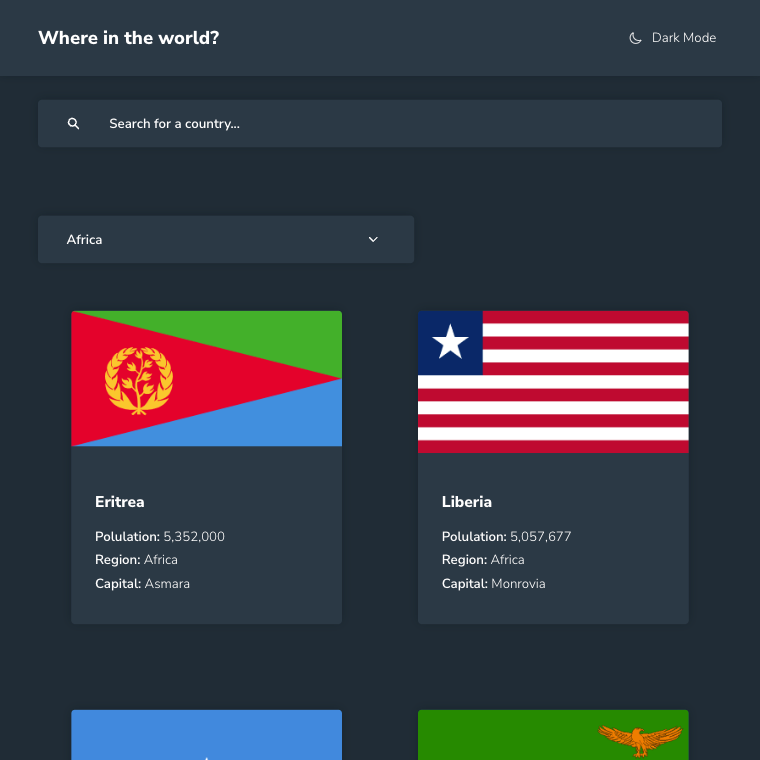 Where in the world?
Dark Mode
Search for a country...
Africa
Eritrea
Polulation: 5,352,000
Region: Africa
Capital: Asmara
Liberia
Polulation: 5,057,677
Region: Africa
Capital: Monrovia